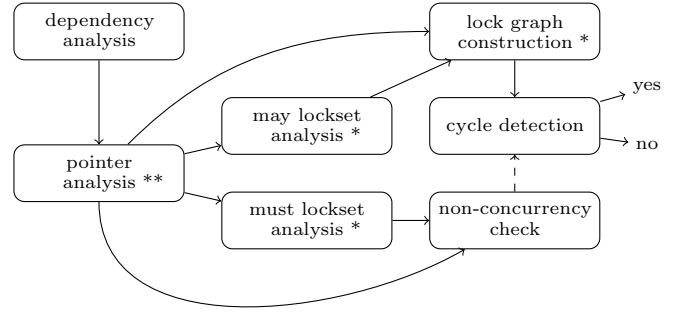 dependency
analysis
lock graph
construction *
may lockset
analysis *
cycle detection
yes
no
pointer
analysis **
must lockset
analysis *
non-concurrency
check